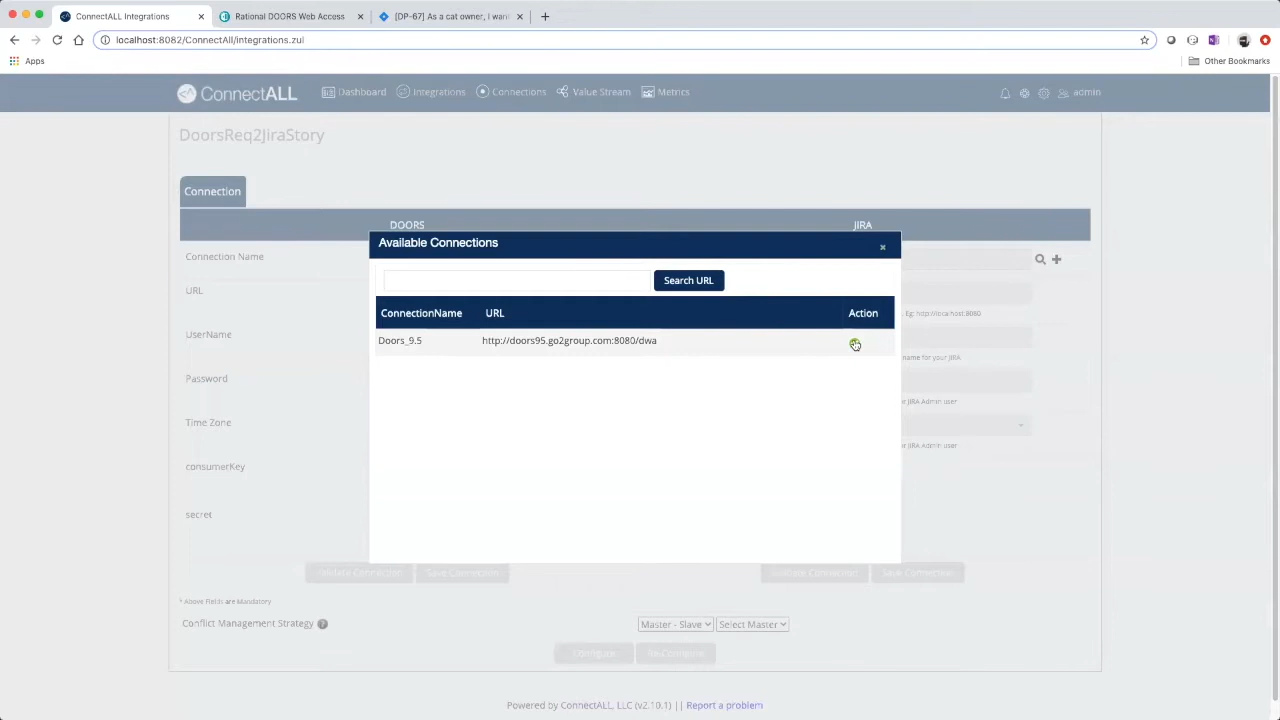 ConnectALL Integrations
Rational DOORS Web Access
[DP-67] As a cat owner, I wan
localhost:8082/ConnectAll/integrations.zul
Apps
Other Bookmarks
ConnectALL
Dashboard
Integrations
Connections
Value Stream
Metrics
admin
DoorsReq2JiraStory
Connection
DOORS
JIRA
Available Connections
Connection Name
Search URL
URL
ConnectionName
URL
Action
Eg: http://localhost:8080
UserName
Doors_9.5
http://doors95.go2group.com:8080/dwa
name for your JIRA
Password
r JIRA Admin user
Time Zone
r JIRA Admin user
consumerKey
secret
Validate Connection
Save Connection
Validate Connection
Save Connection
* Above Fields are Mandatory
Conflict Management Strategy
Master - Slave
Select Master
Configure
Re-Configure
Powered by ConnectALL, LLC (v2.10.1) || Report a problem